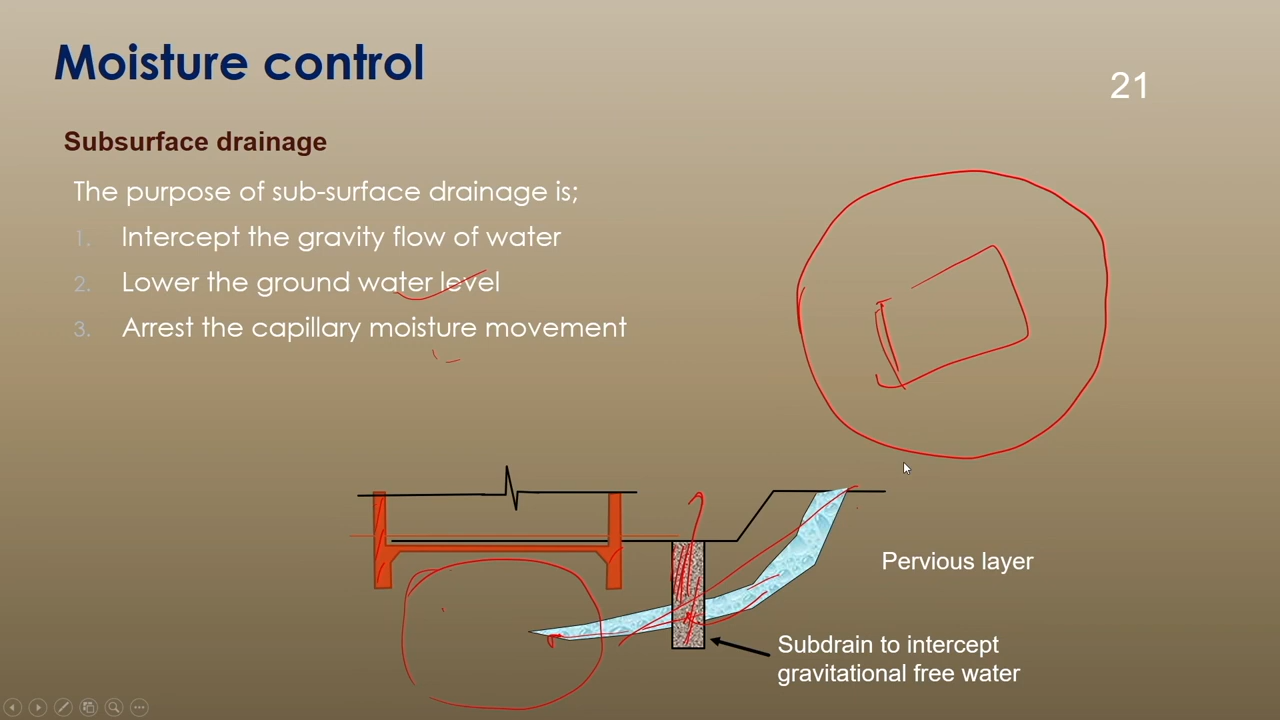 Moisture control
21
Subsurface drainage
The purpose of sub-surface drainage is;
1. Intercept the gravity flow of water
2. Lower the ground water level
3. Arrest the capillary moisture movement
Pervious layer
Subdrain to intercept
gravitational free water